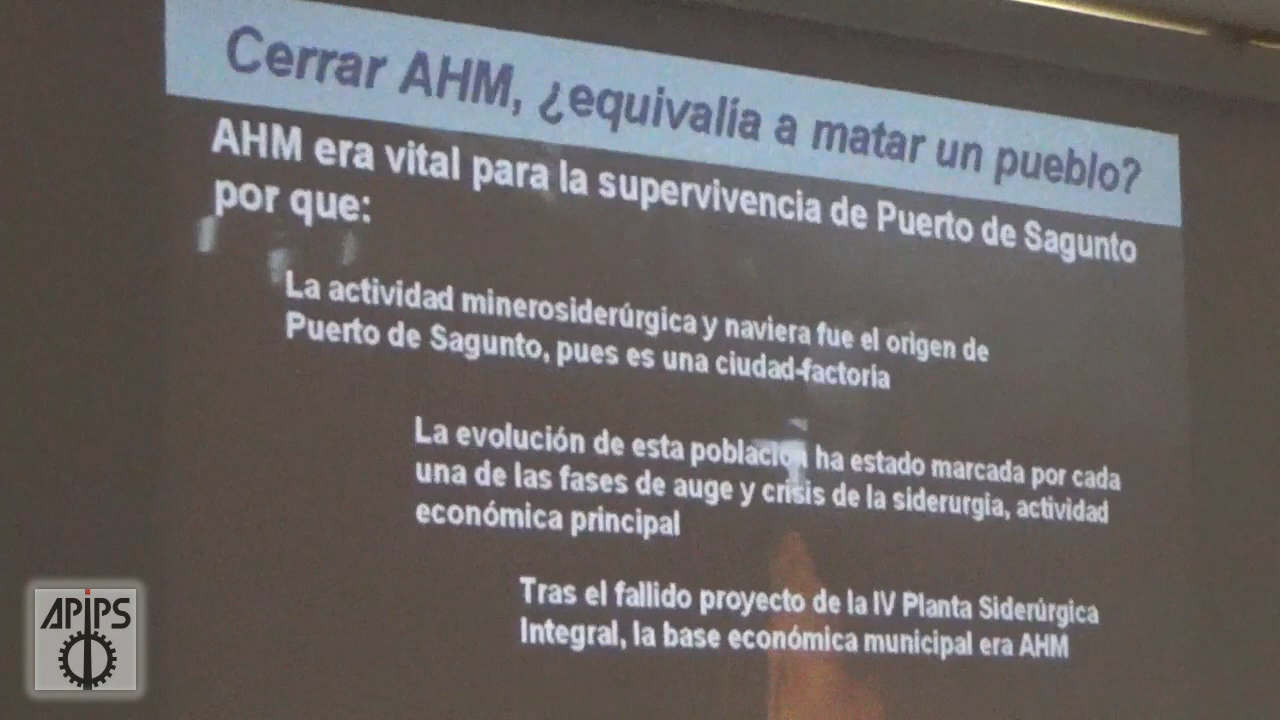 Cerrar AHM, ¿equivalía a matar un pueblo?
AHM era vital para la supervivencia de Puerto de Sagunto
por que:
La actividad minerosiderúrgica y naviera fue el origen de
Puerto de Sagunto, pues es una ciudad-factoría
La evolución de esta población ha estado marcada por cada
una de las fases de auge y crisis de la siderurgia, actividad
económica principal
Tras el fallido proyecto de la IV Planta Siderúrgica
Integral, la base económica municipal era AHM
APIPS